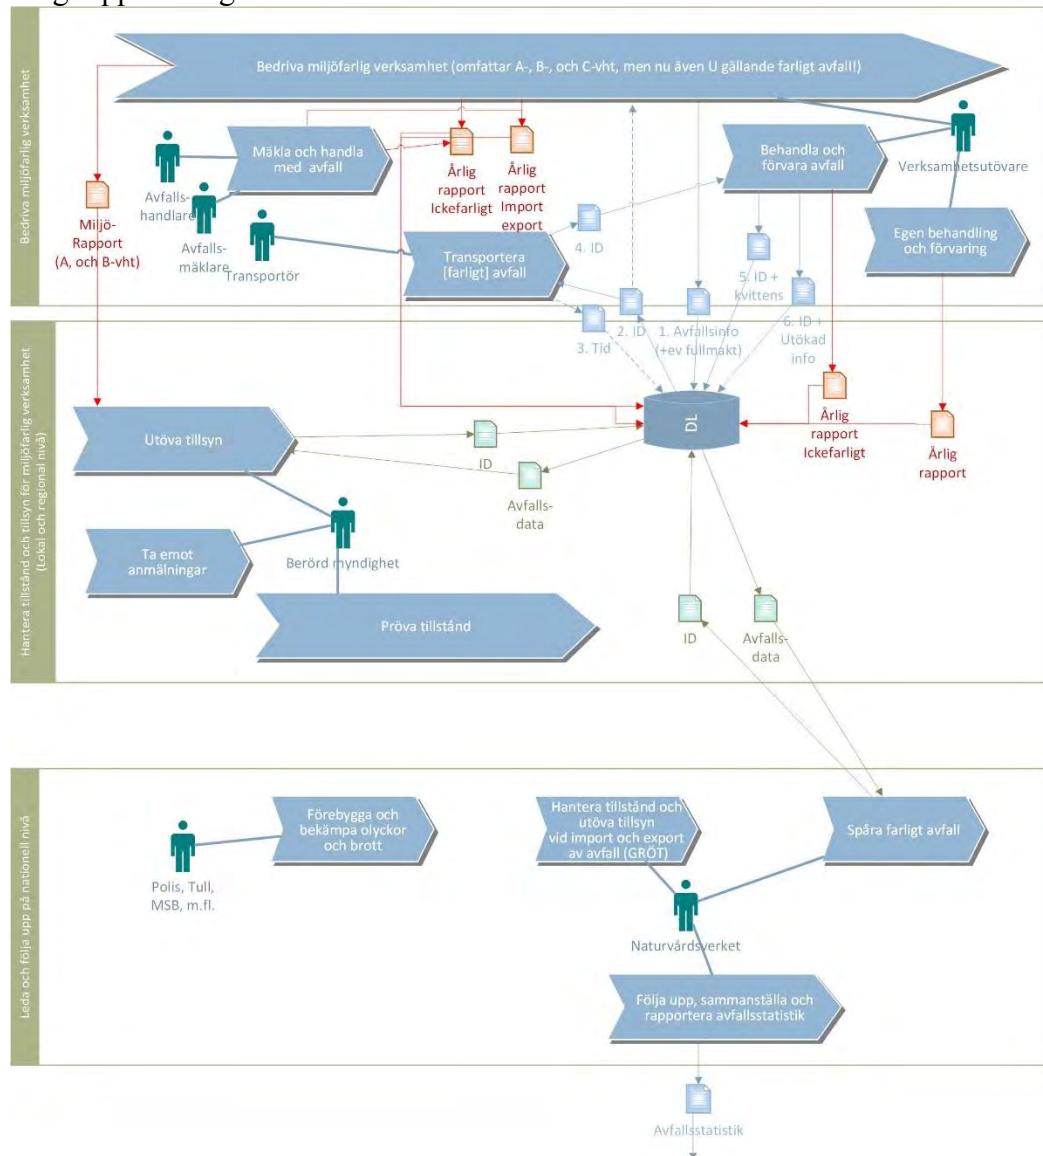 Bedriva miljöfarlig verksamhet
Bedriva miljöfarlig verksamhet (omfattar A-, B-, och C-vht, men nu även U gällande farligt avfall!)
Mäkla och handla
med avfall
Avfalls-
handlare
Avfalls-
mäklare
Transportör
Miljö-
Rapport
(A, och B-vht)
Årlig
rapport
Ickefarligt
Årlig
rapport
Import
export
Transportera
[farligt] avfall
4. ID
Behandla och
förvara avfall
Verksamhetsutövare
Egen behandling
och förvaring
5. ID +
kvittens
6. ID +
Utökad
info
1. Avfallsinfo
(+ev fullmakt)
2. ID
3. Tid
Hantera tillstånd och tillsyn för miljöfarlig verksamhet
(Lokal och regional nivå)
Utöva tillsyn
ID
Avfalls-
data
DL
Årlig
rapport
Ickefarligt
Årlig
rapport
Ta emot
anmälningar
Berörd myndighet
Pröva tillstånd
ID
Avfalls-
data
Leda och följa upp på nationell nivå
Förebygga och
bekämpa olyckor
och brott
Polis, Tull,
MSB, m.fl.
Hantera tillstånd och
utöva tillsyn
vid import och export
av avfall (GRÖT)
Spåra farligt avfall
Naturvårdsverket
Följa upp, sammanställa och
rapportera avfallsstatistik
Avfallsstatistik